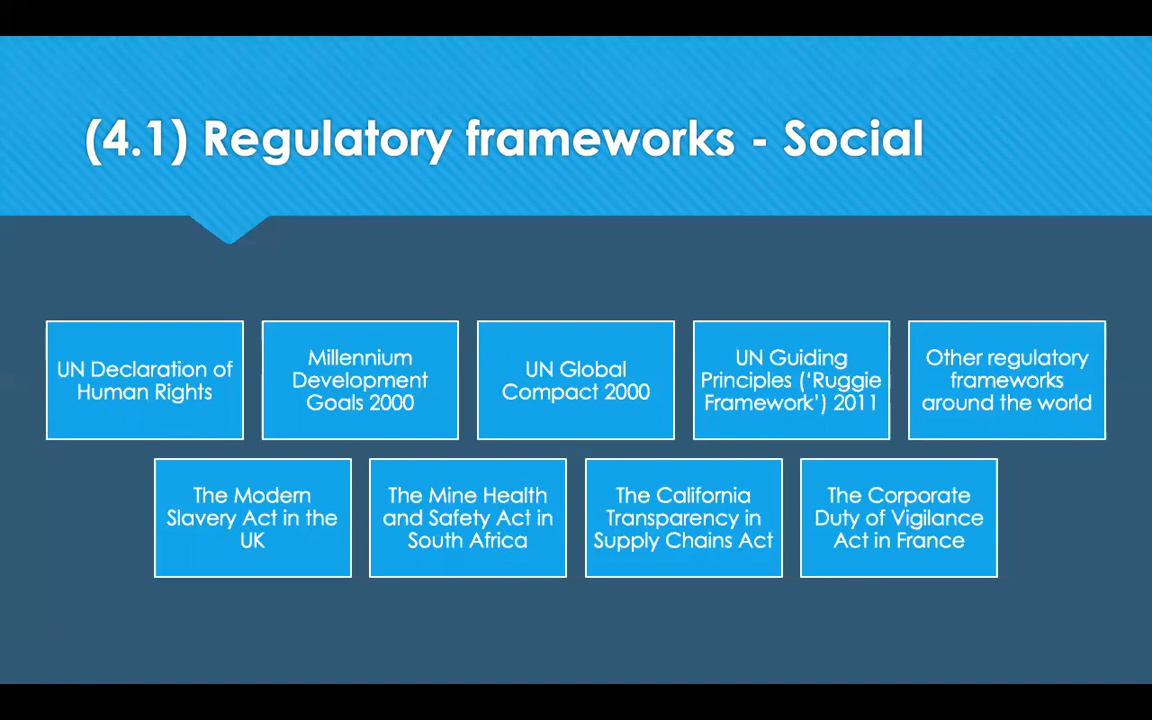 (4.1) Regulatory frameworks - Social
UN Declaration of
Human Rights
Millennium
Development
Goals 2000
UN Global
Compact 2000
UN Guiding
Principles (‘Ruggie
Framework’) 2011
Other regulatory
frameworks
around the world
The Modern
Slavery Act in the
UK
The Mine Health
and Safety Act in
South Africa
The California
Transparency in
Supply Chains Act
The Corporate
Duty of Vigilance
Act in France